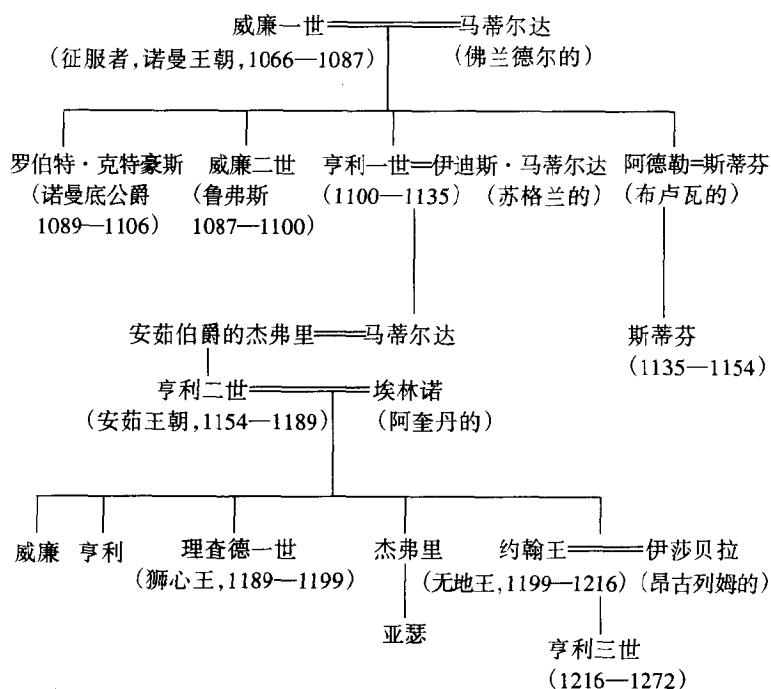 威廉一世 马蒂尔达
(征服者,诺曼王朝,1066—1087) (佛兰德尔的)
罗伯特·克特豪斯 威廉二世 亨利一世=伊迪斯·马蒂尔达 阿德勒=斯蒂芬
(诺曼底公爵 (鲁弗斯 (1100—1135) (苏格兰的) (布卢瓦的)
1089—1106) 1087—1100)
安茹伯爵的杰弗里 马蒂尔达 斯蒂芬
(1135—1154)
亨利二世 埃林诺
(安茹王朝,1154—1189) (阿奎丹的)
威廉 亨利 理查德一世 杰弗里 约翰王 伊莎贝拉
(狮心王,1189—1199) (无地王,1199—1216) (昂古列姆的)
亚瑟 亨利三世
(1216—1272)